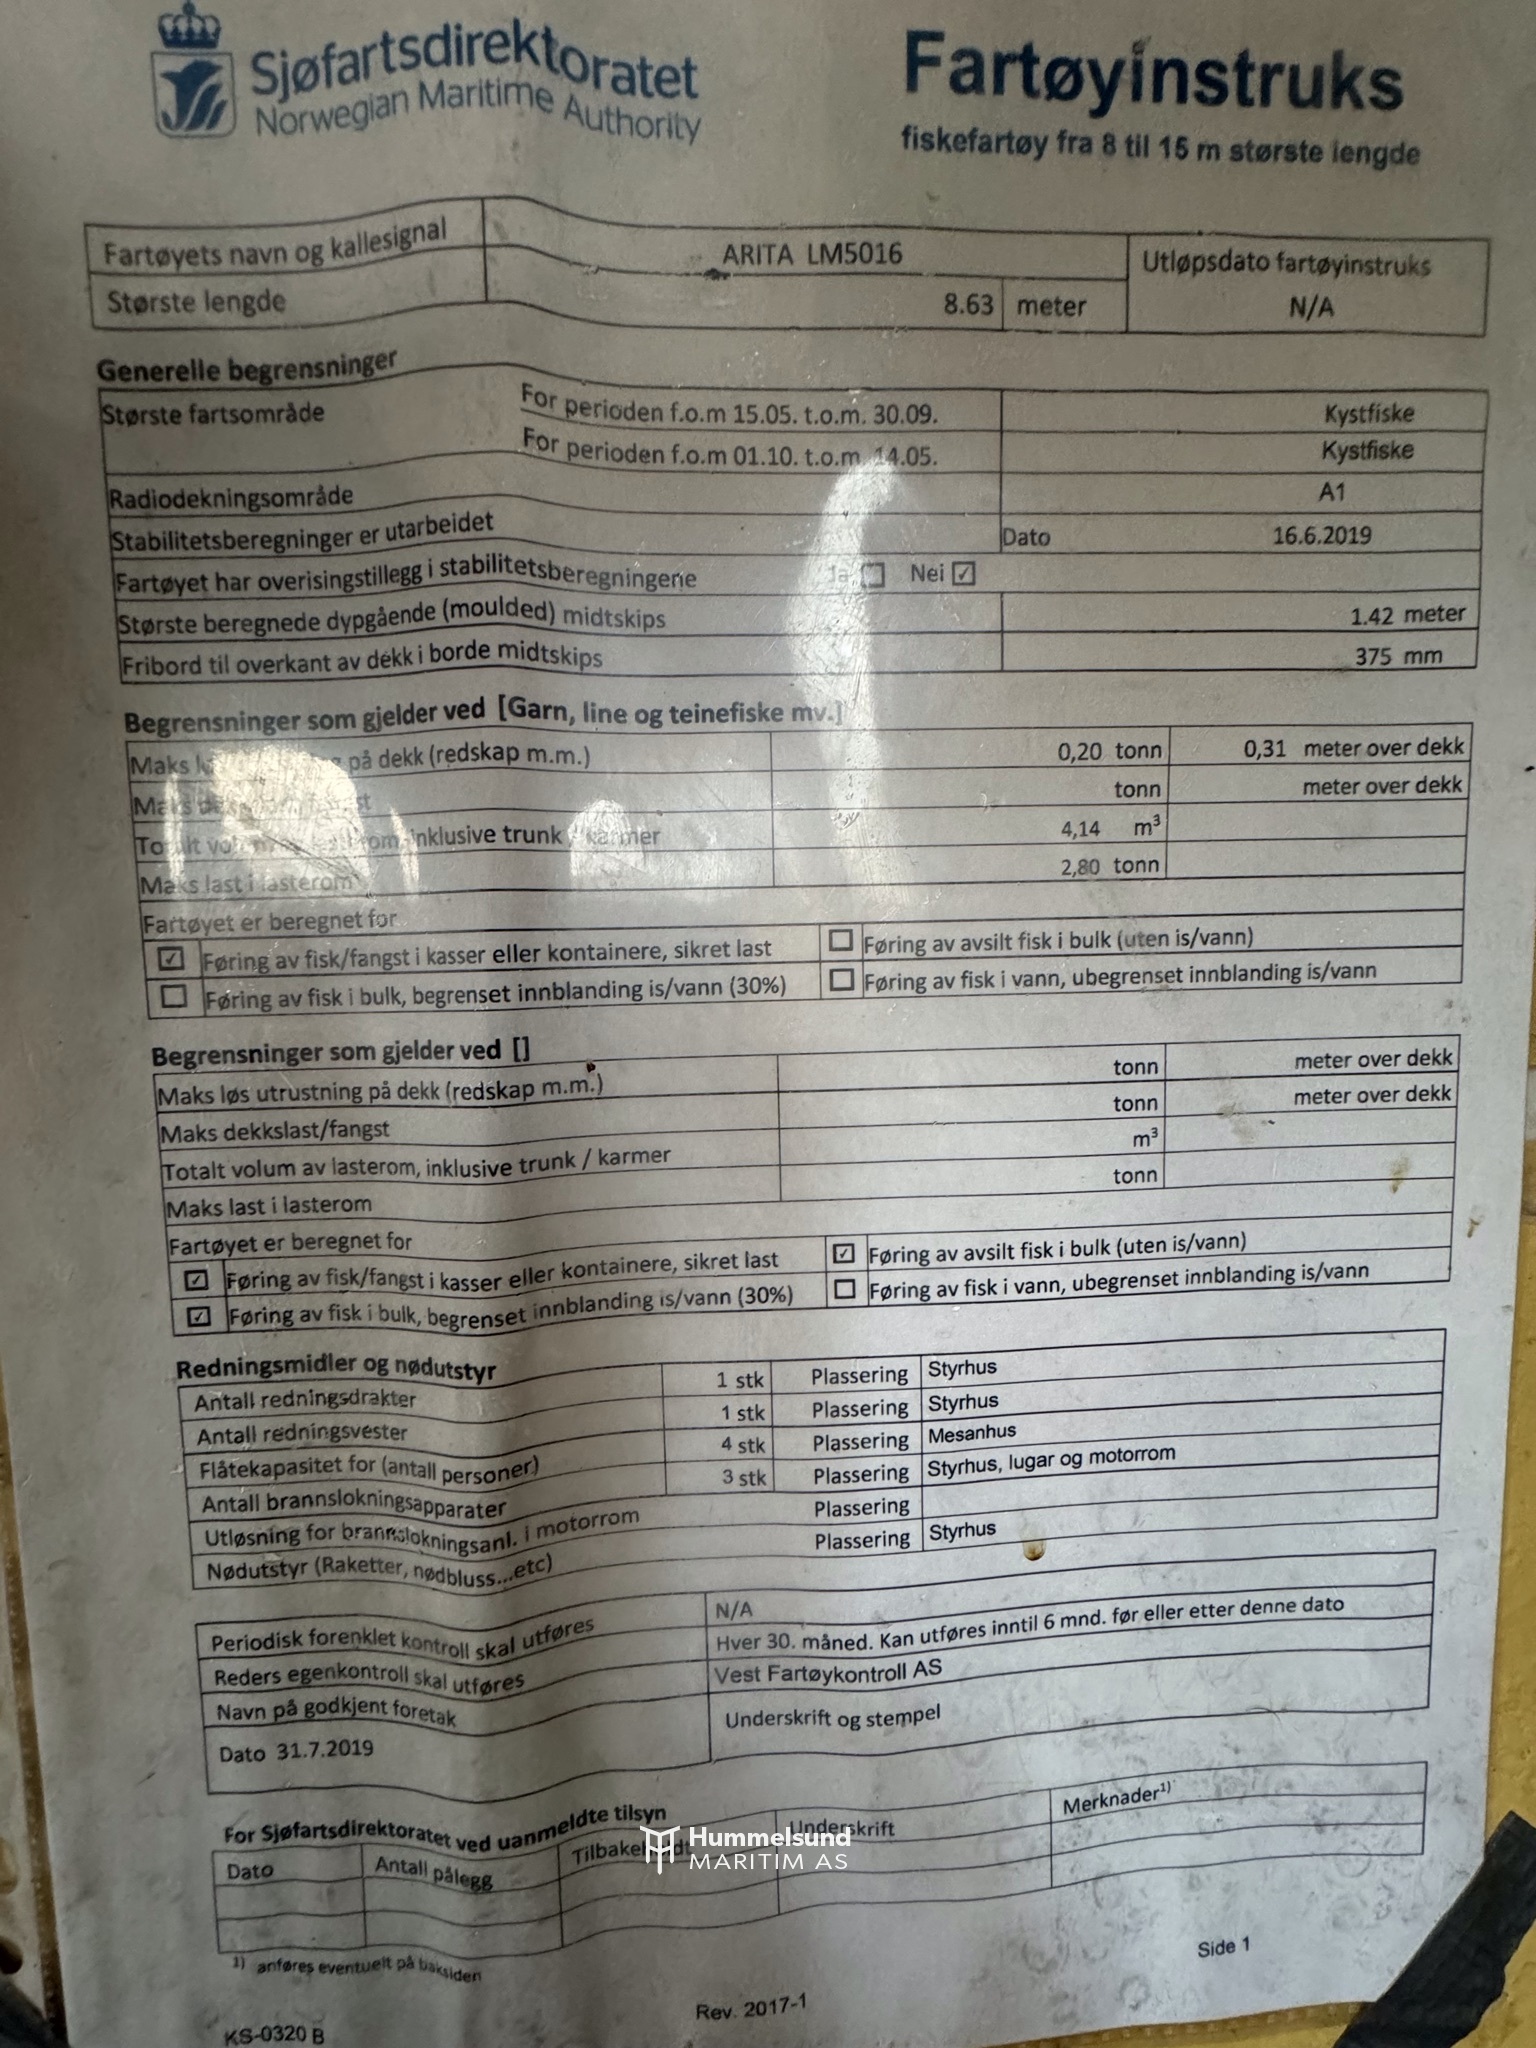 Sjøfartsdirektoratet
Norwegian Maritime Authority
Fartøyinstruks
fiskefartøy fra 8 til 15 m største lengde
Fartøyets navn og kallesignal ARITA LM5016 Utløpsdato fartøyinstruks
Største lengde 8.63 meter N/A
Generelle begrensninger
Største fartsområde For perioden f.o.m 15.05. t.o.m. 30.09. Kystfiske
For perioden f.o.m 01.10. t.o.m. 14.05. Kystfiske
Radiodekningsområde A1
Stabilitetsberegninger er utarbeidet Dato 16.6.2019
Fartøyet har overisingstillegg i stabilitetsberegningene Ja ☐ Nei ☑
Største beregnede dypgående (moulded) midtskips 1.42 meter
Fribord til overkant av dekk i borde midtskips 375 mm
Begrensninger som gjelder ved [Garn, line og teinefiske mv.]
Maks på dekk (redskap m.m.) 0,20 tonn 0,31 meter over dekk
Maks tonn meter over dekk
inklusive trunk / karmer 4,14 m³
Maks last i lasterom 2,80 tonn
Fartøyet er beregnet for
☑ Føring av fisk/fangst i kasser eller kontainere, sikret last ☐ Føring av avsilt fisk i bulk (uten is/vann)
☐ Føring av fisk i bulk, begrenset innblanding is/vann (30%) ☐ Føring av fisk i vann, ubegrenset innblanding is/vann
Begrensninger som gjelder ved []
Maks løs utrustning på dekk (redskap m.m.) tonn meter over dekk
Maks dekkslast/fangst tonn meter over dekk
Totalt volum av lasterom, inklusive trunk / karmer m³
Maks last i lasterom tonn
Fartøyet er beregnet for
☑ Føring av fisk/fangst i kasser eller kontainere, sikret last ☑ Føring av avsilt fisk i bulk (uten is/vann)
☑ Føring av fisk i bulk, begrenset innblanding is/vann (30%) ☐ Føring av fisk i vann, ubegrenset innblanding is/vann
Redningsmidler og nødutstyr
Antall redningsdrakter 1 stk Plassering Styrhus
Antall redningsvester 1 stk Plassering Styrhus
Flåtekapasitet for (antall personer) 4 stk Plassering Mesanhus
Antall brannslokningsapparater 3 stk Plassering Styrhus, lugar og motorrom
Utløsning for brannslokningsanl. i motorrom Plassering
Nødutstyr (Raketter, nødbluss...etc) Plassering Styrhus
Periodisk forenklet kontroll skal utføres N/A
Reders egenkontroll skal utføres Hver 30. måned. Kan utføres inntil 6 mnd. før eller etter denne dato
Navn på godkjent foretak Vest Fartøykontroll AS
Dato 31.7.2019 Underskrift og stempel
For Sjøfartsdirektoratet ved uanmeldte tilsyn
Dato Antall pålegg Underskrift Merknader¹⁾
Hummelsund
MARITIM AS
¹⁾ anføres eventuelt på baksiden
Side 1
KS-0320 B Rev. 2017-1